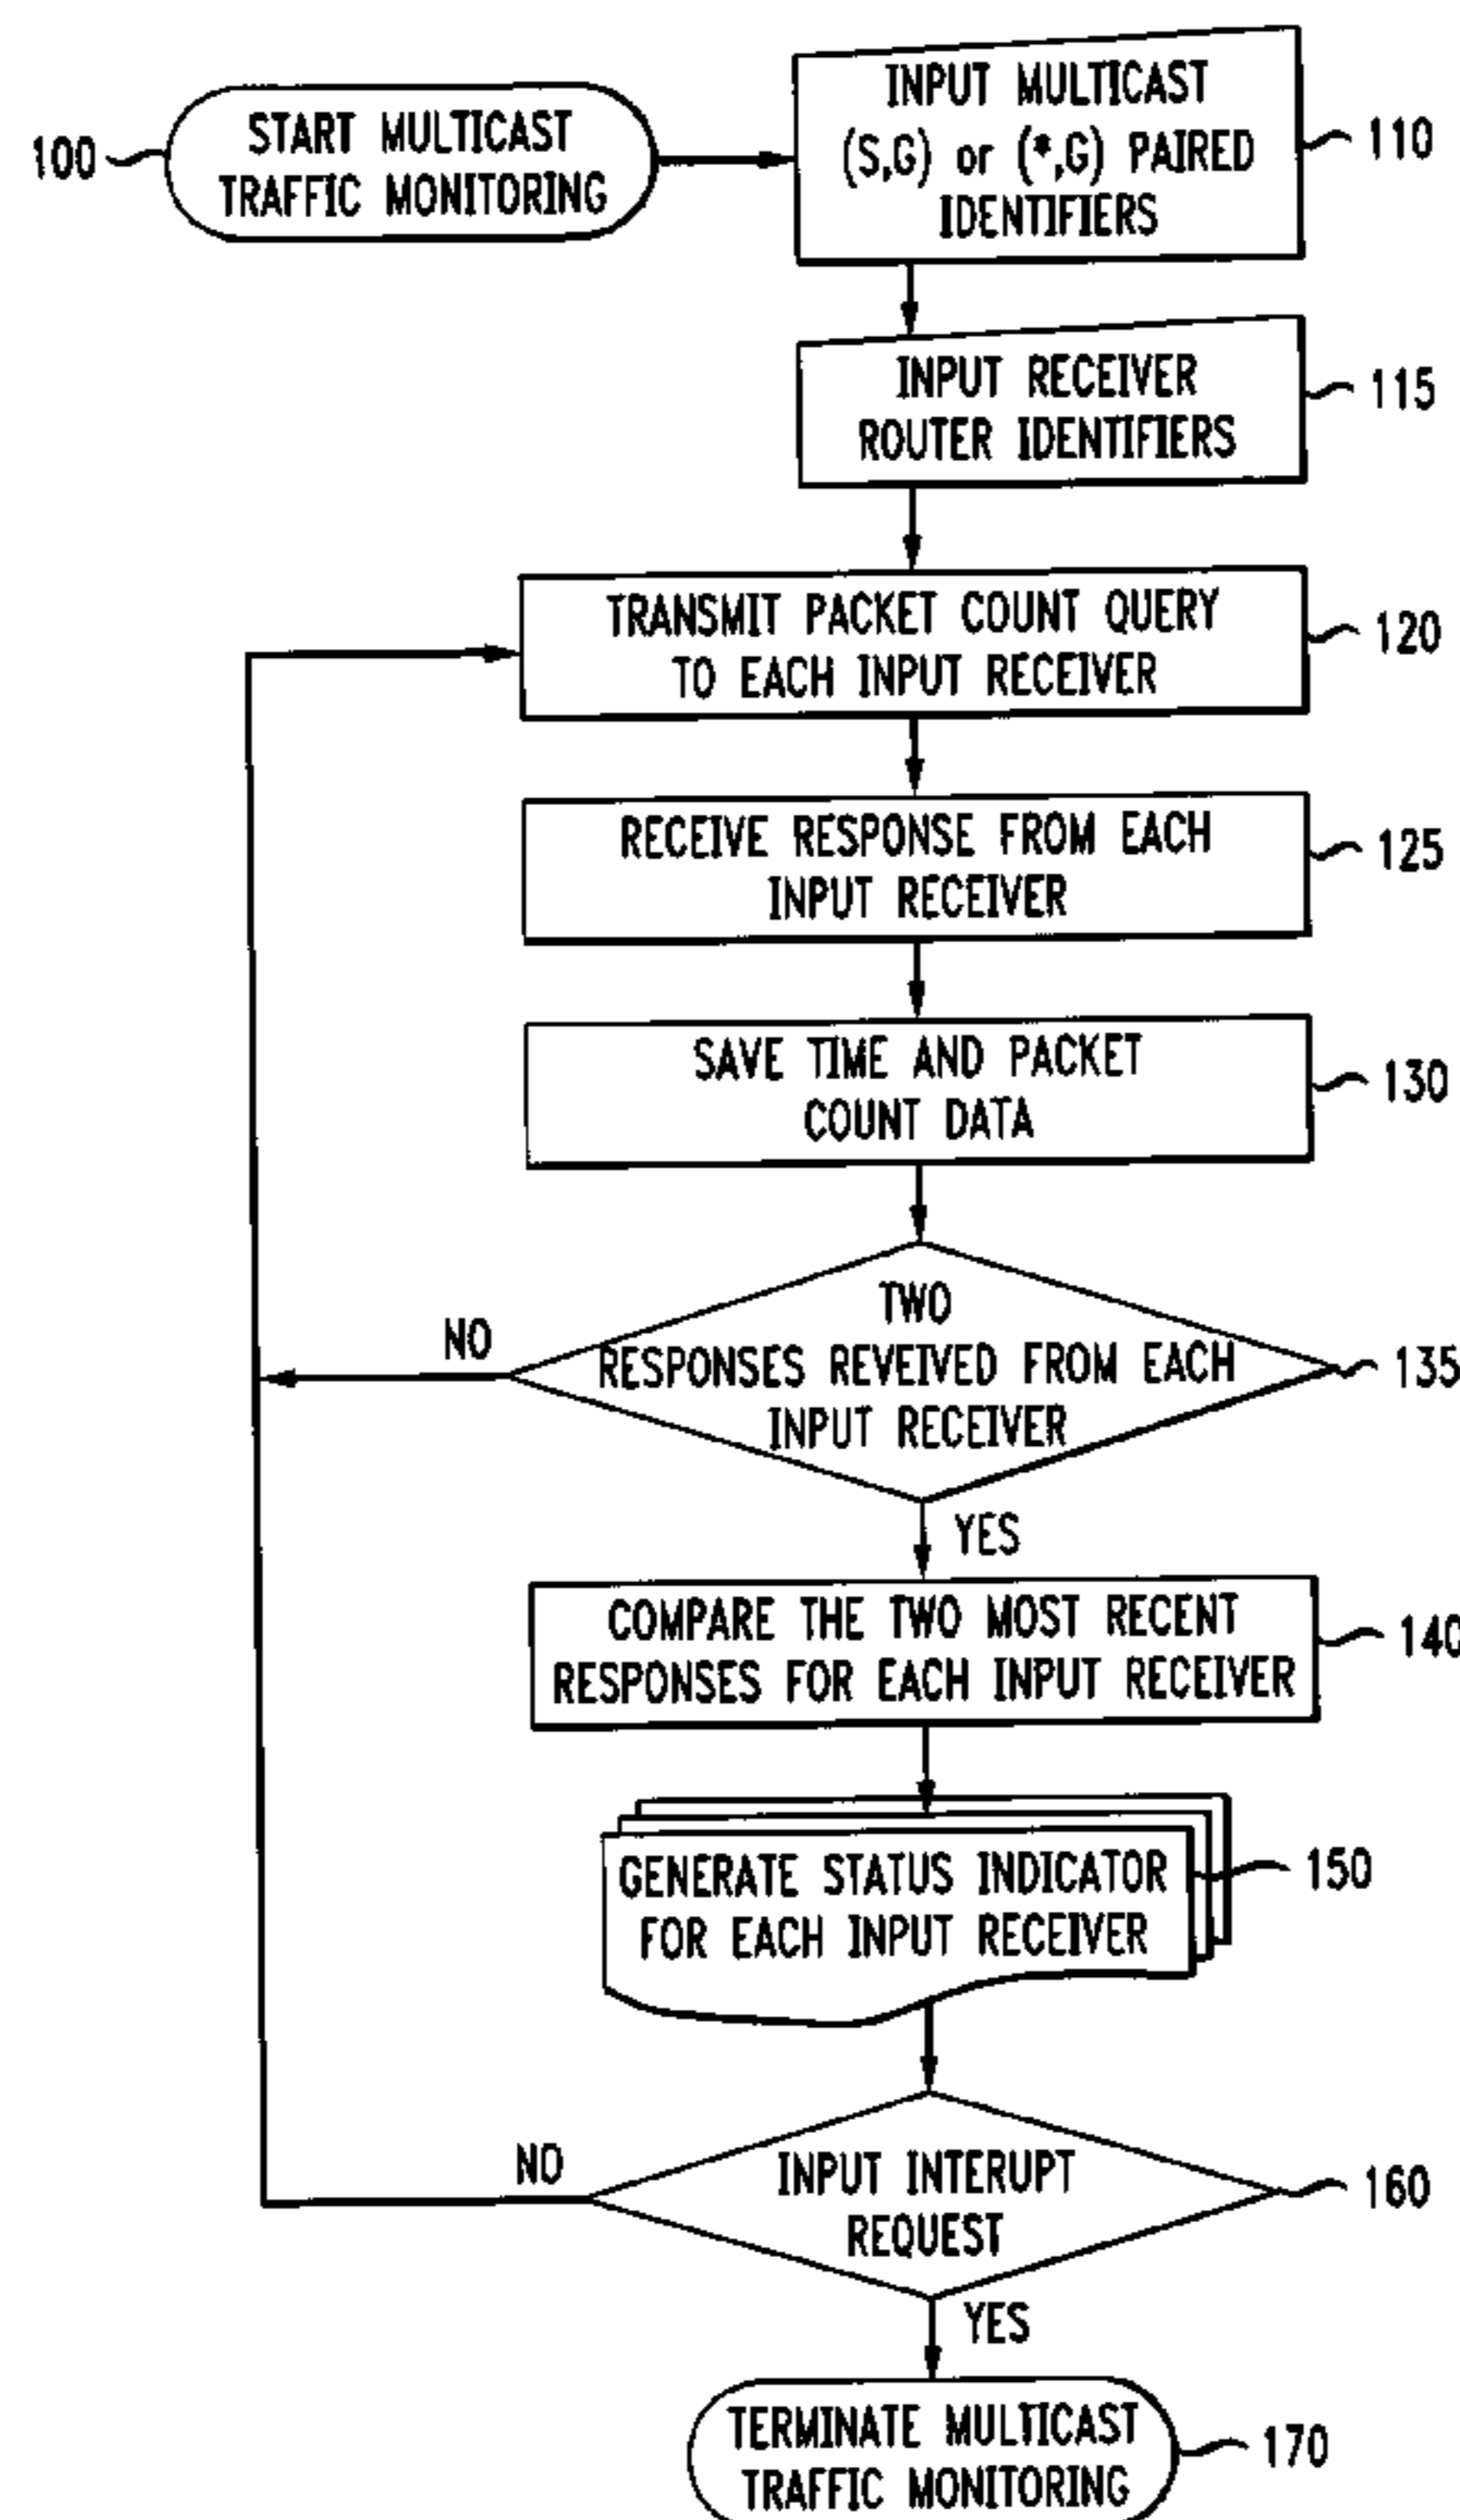 100
START MULTICAST
TRAFFIC MONITORING
INPUT MULTICAST
(S,G) or (*,G) PAIRED
IDENTIFIERS
110
INPUT RECEIVER
ROUTER IDENTIFIERS
115
TRANSMIT PACKET COUNT QUERY
TO EACH INPUT RECEIVER
120
RECEIVE RESPONSE FROM EACH
INPUT RECEIVER
125
SAVE TIME AND PACKET
COUNT DATA
130
TWO
RESPONSES REVEIVED FROM EACH
INPUT RECEIVER
135
NO
YES
COMPARE THE TWO MOST RECENT
RESPONSES FOR EACH INPUT RECEIVER
140
GENERATE STATUS INDICATOR
FOR EACH INPUT RECEIVER
150
INPUT INTERUPT
REQUEST
160
NO
YES
TERMINATE MULTICAST
TRAFFIC MONITORING
170